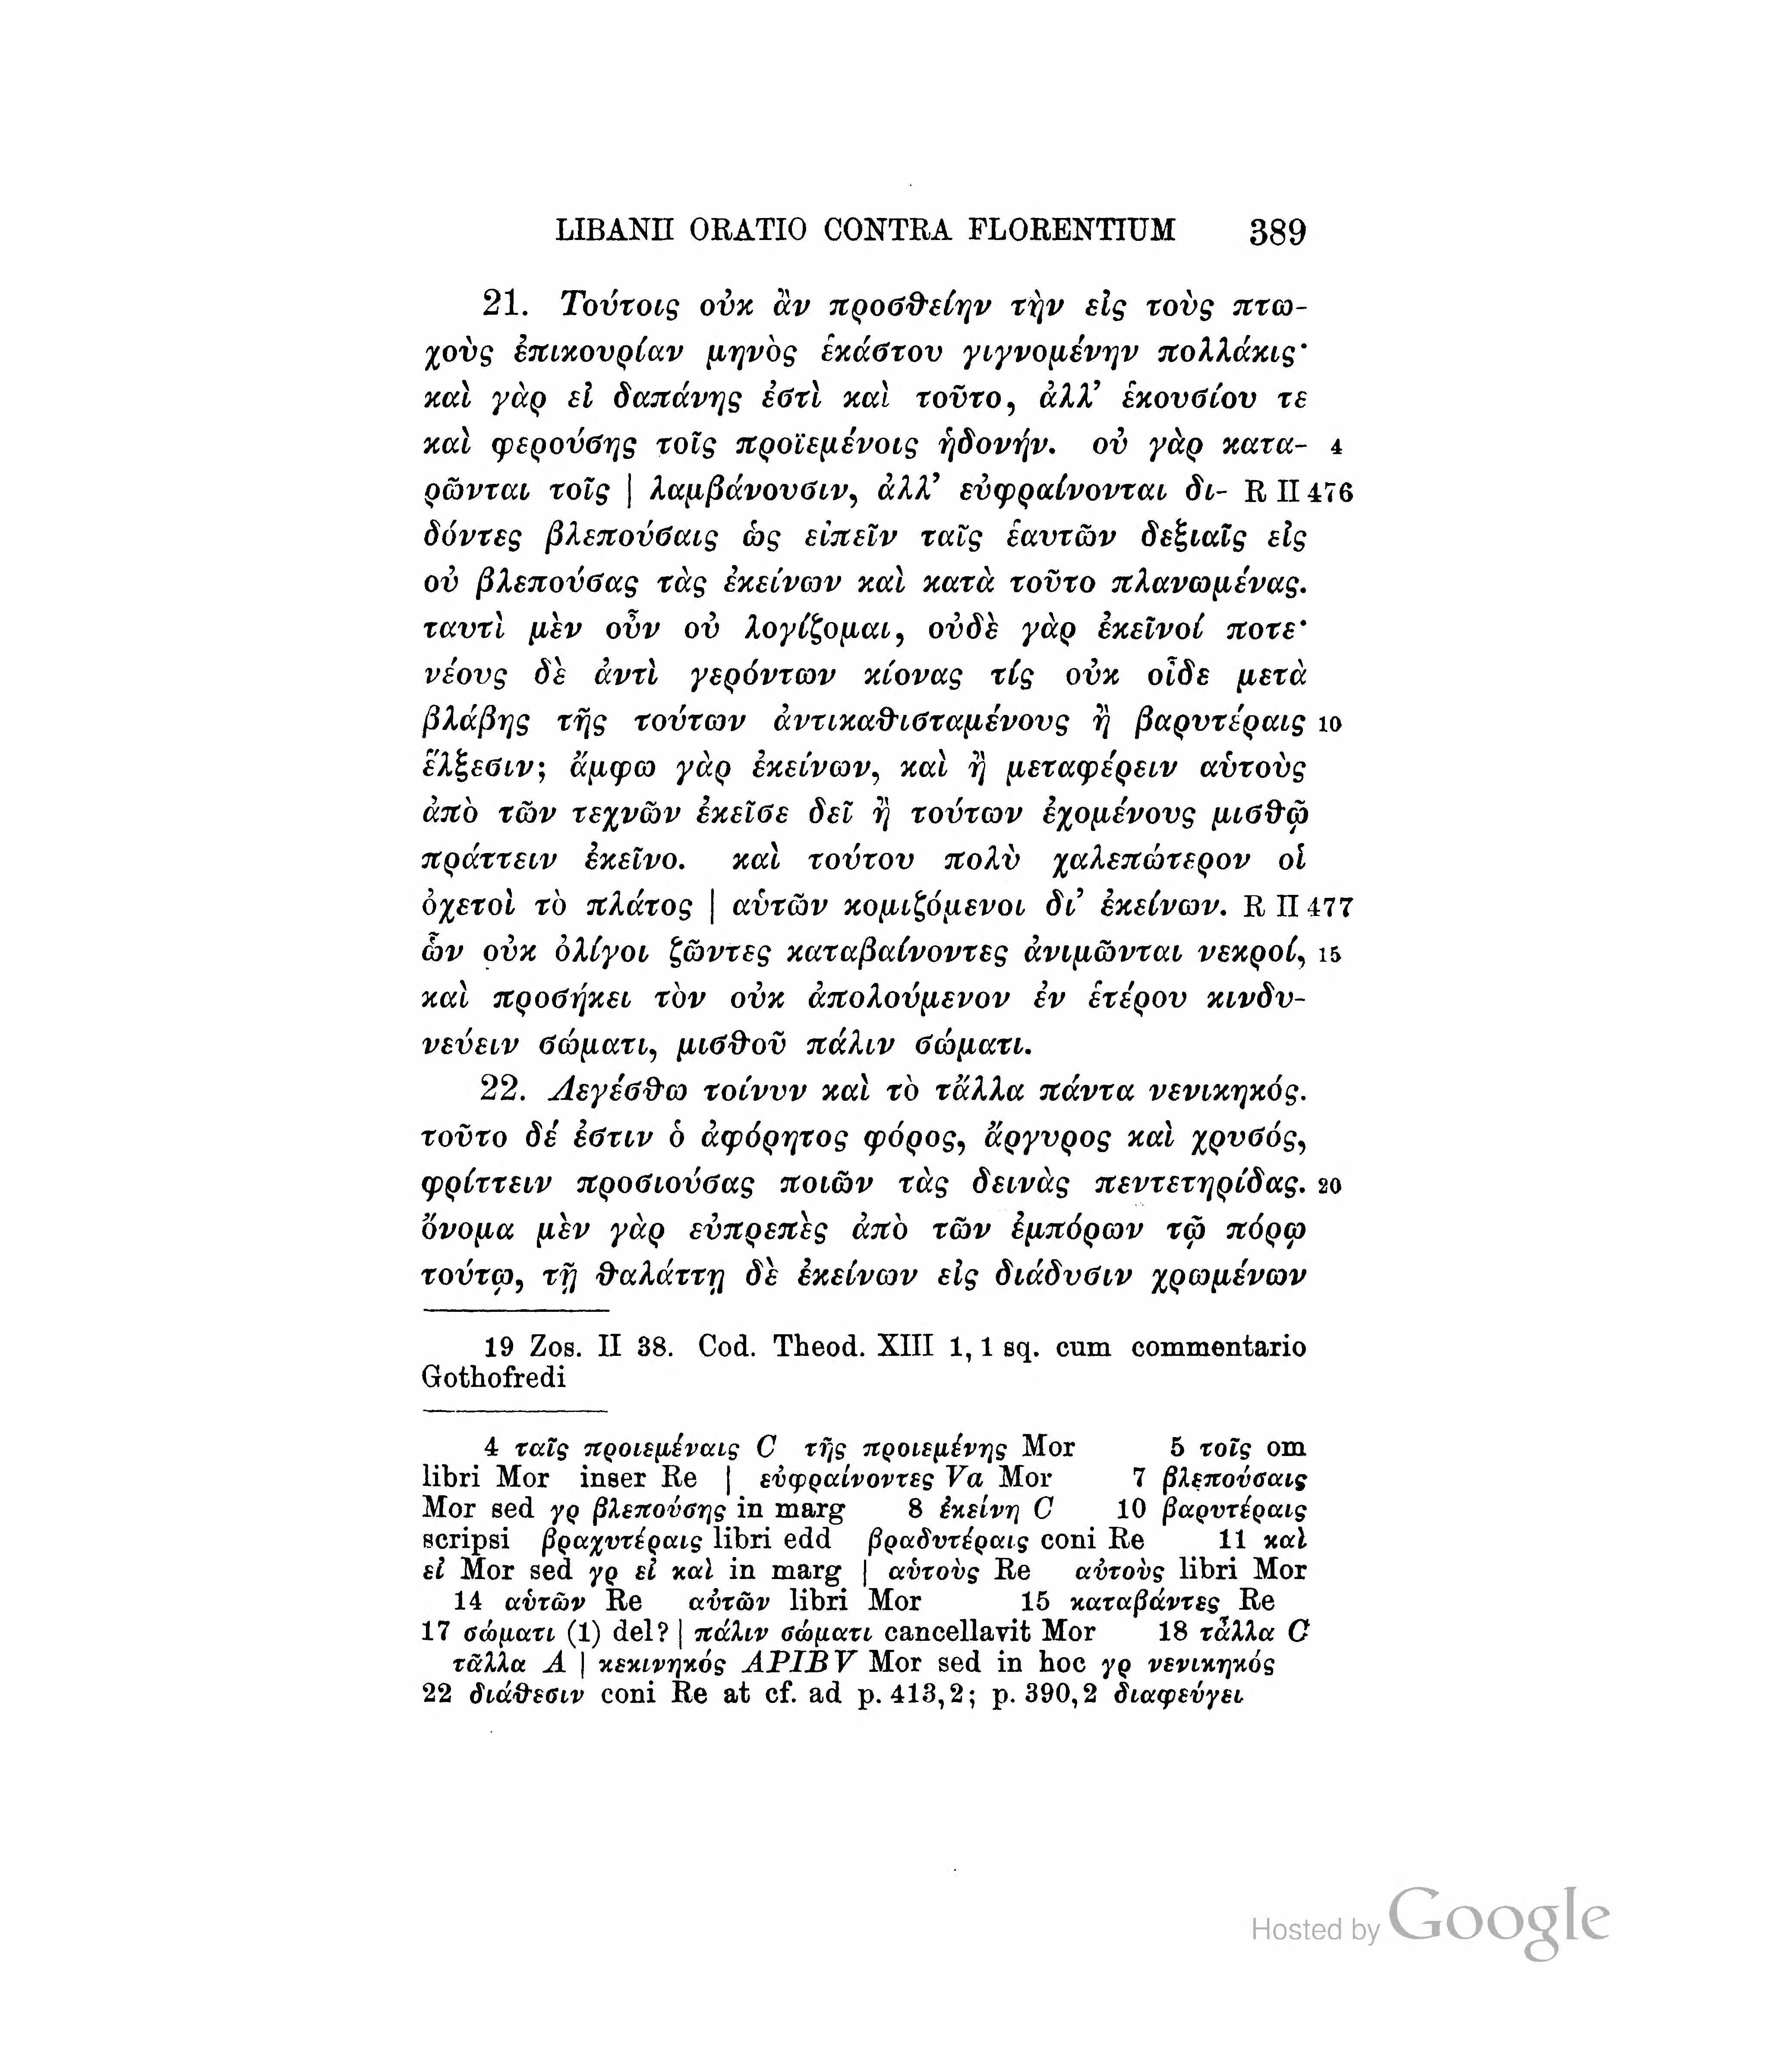 LIBANII ORATIO CONTRA FLORENTIUM 389
21. Τούτοις οὐκ ἂν προσθείην τὴν εἰς τοὺς πτω-
χοὺς ἐπικουρίαν μηνὸς ἑκάστου γιγνομένην πολλάκις·
καὶ γὰρ εἰ δαπάνης ἐστὶ καὶ τοῦτο, ἀλλ’ ἑκουσίου τε
καὶ φερούσης τοῖς προϊεμένοις ἡδονήν. οὐ γὰρ κατα- 4
ρῶνται τοῖς | λαμβάνουσιν, ἀλλ’ εὐφραίνονται δι- R II 476
δόντες βλεπούσαις ὡς εἰπεῖν ταῖς ἑαυτῶν δεξιαῖς εἰς
οὐ βλεπούσας τὰς ἐκείνων καὶ κατὰ τοῦτο πλανωμένας.
ταυτὶ μὲν οὖν οὐ λογίζομαι, οὐδὲ γὰρ ἐκεῖνοί ποτε·
νέους δὲ ἀντὶ γερόντων κίονας τίς οὐκ οἶδε μετὰ
βλάβης τῆς τούτων ἀντικαθισταμένους ἢ βαρυτέραις 10
ἕλξεσιν; ἄμφω γὰρ ἐκείνων, καὶ ἢ μεταφέρειν αὑτοὺς
ἀπὸ τῶν τεχνῶν ἐκεῖσε δεῖ ἢ τούτων ἐχομένους μισθῷ
πράττειν ἐκεῖνο. καὶ τούτου πολὺ χαλεπώτερον οἱ
ὀχετοὶ τὸ πλάτος | αὑτῶν κομιζόμενοι δι’ ἐκείνων. R II 477
ὧν οὐκ ὀλίγοι ζῶντες καταβαίνοντες ἀνιμῶνται νεκροί, 15
καὶ προσήκει τὸν οὐκ ἀπολούμενον ἐν ἑτέρου κινδυ-
νεύειν σώματι, μισθοῦ πάλιν σώματι.
22. Λεγέσθω τοίνυν καὶ τὸ τἄλλα πάντα νενικηκός.
τοῦτο δέ ἐστιν ὁ ἀφόρητος φόρος, ἄργυρος καὶ χρυσός,
φρίττειν προσιούσας ποιῶν τὰς δεινὰς πεντετηρίδας. 20
ὄνομα μὲν γὰρ εὐπρεπὲς ἀπὸ τῶν ἐμπόρων τῷ πόρῳ
τούτῳ, τῇ θαλάττῃ δὲ ἐκείνων εἰς διάδυσιν χρωμένων
19 Zos. II 38. Cod. Theod. XIII 1, 1 sq. cum commentario
Gothofredi
4 ταῖς προιεμέναις C τῆς προιεμένης Mor 5 τοῖς om
libri Mor inser Re | εὐφραίνοντες Va Mor 7 βλεπούσαις
Mor sed γρ βλεπούσης in marg 8 ἐκείνη C 10 βαρυτέραις
scripsi βραχυτέραις libri edd βραδυτέραις coni Re 11 καὶ
εἰ Mor sed γρ εἰ καὶ in marg | αὑτοὺς Re αὐτοὺς libri Mor
14 αὑτῶν Re αὐτῶν libri Mor 15 καταβάντες Re
17 σώματι (1) del? | πάλιν σώματι cancellavit Mor 18 τἆλλα C
τᾶλλα A | κεκινηκός APIBV Mor sed in hoc γρ νενικηκός
22 διάθεσιν coni Re at cf. ad p. 413, 2; p. 390, 2 διαφεύγει
Hosted by Google